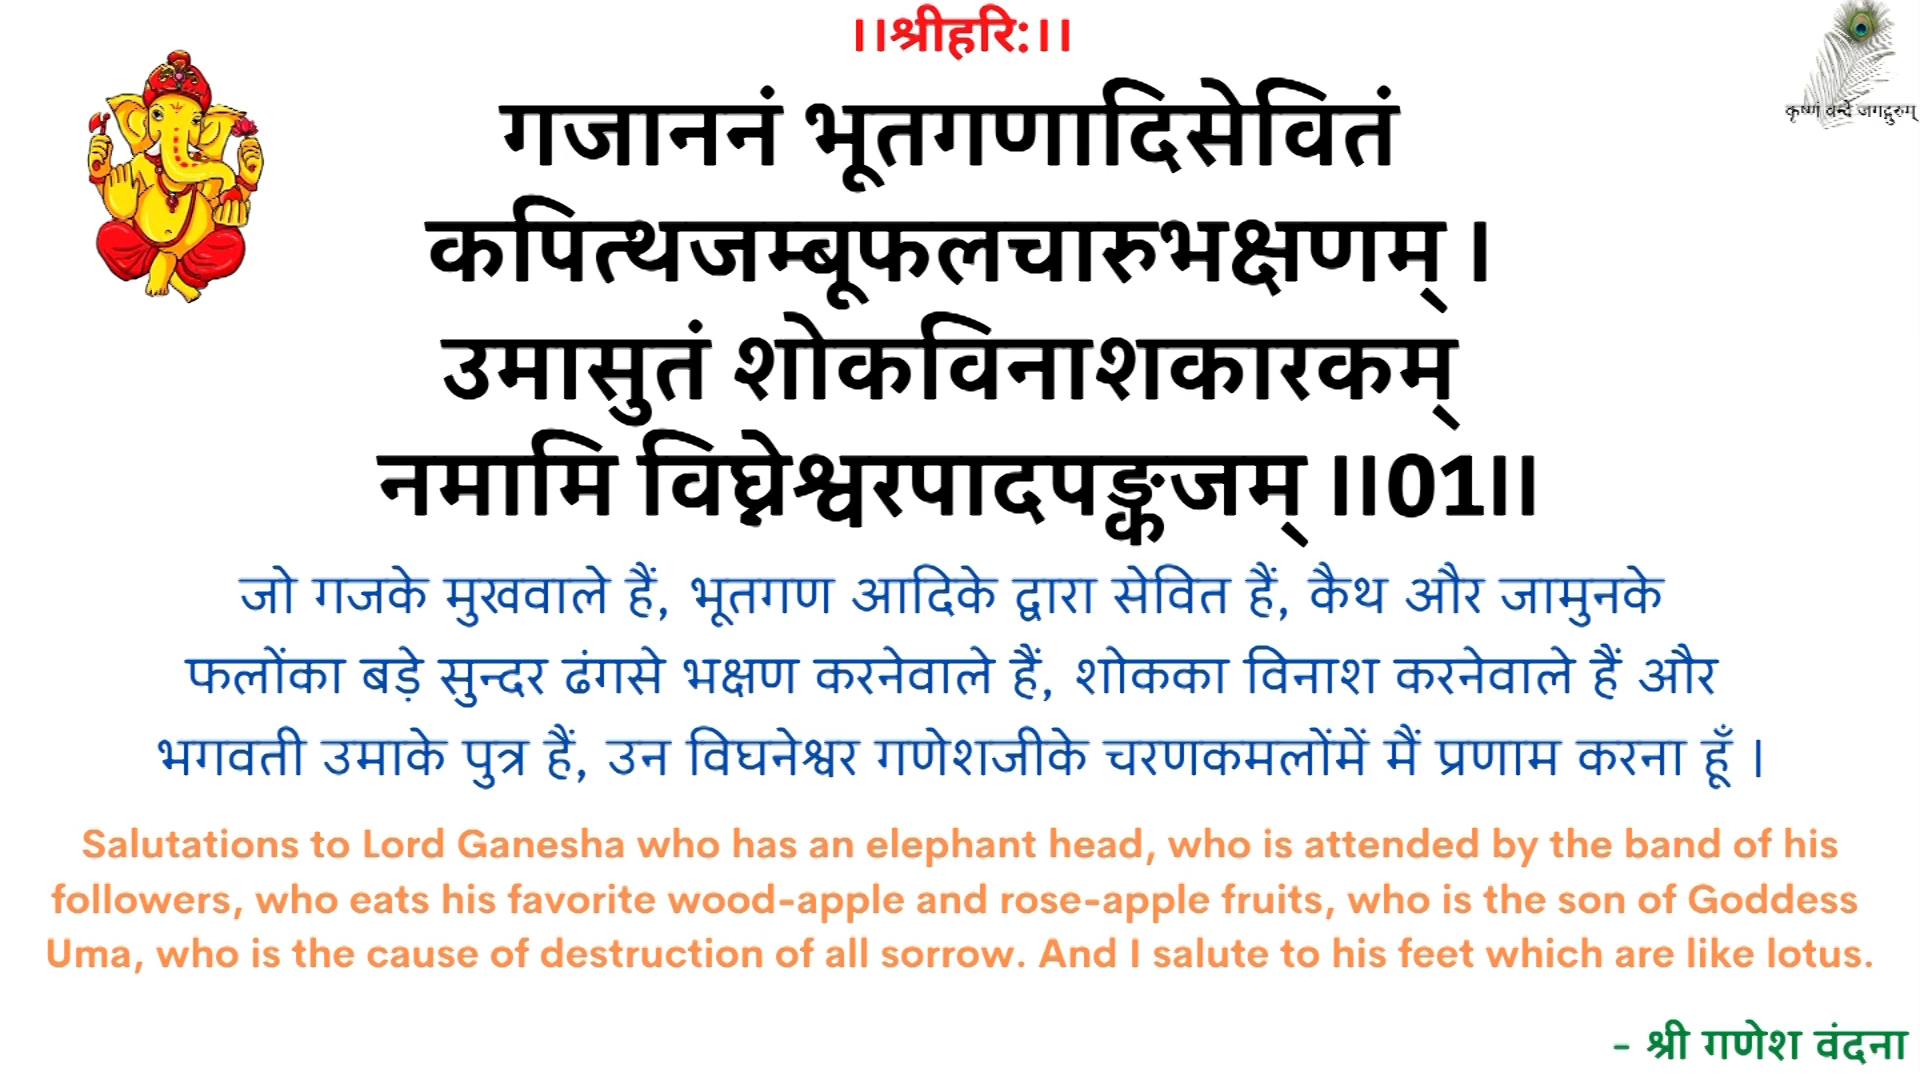 ।।श्रीहरि:।।
कृष्णं वन्दे जगद्गुरुम्
गजाननं भूतगणादिसेवितं
कपित्थजम्बूफलचारुभक्षणम् ।
उमासुतं शोकविनाशकारकम्
नमामि विघ्नेश्वरपादपङ्कजम् ।।01।।
जो गजके मुखवाले हैं, भूतगण आदिके द्वारा सेवित हैं, कैथ और जामुनके
फलोंका बड़े सुन्दर ढंगसे भक्षण करनेवाले हैं, शोकका विनाश करनेवाले हैं और
भगवती उमाके पुत्र हैं, उन विघनेश्वर गणेशजीके चरणकमलोंमें मैं प्रणाम करना हूँ ।
Salutations to Lord Ganesha who has an elephant head, who is attended by the band of his
followers, who eats his favorite wood-apple and rose-apple fruits, who is the son of Goddess
Uma, who is the cause of destruction of all sorrow. And I salute to his feet which are like lotus.
- श्री गणेश वंदना